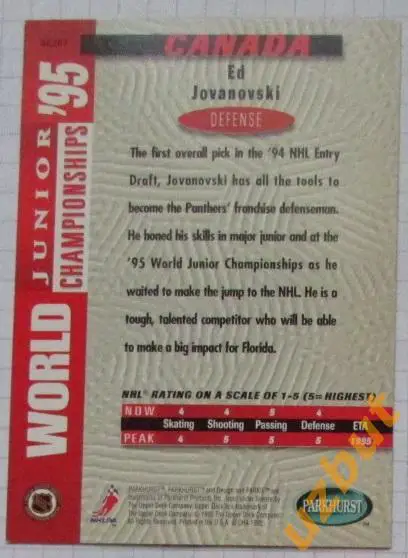 CANADA
Ed
Jovanovski
DEFENSE
WORLD JUNIOR '95
CHAMPIONSHIPS
The first overall pick in the '94 NHL Entry
Draft, Jovanovski has all the tools to
become the Panthers' franchise defenseman.
He honed his skills in major junior and at the
'95 World Junior Championships as he
waited to make the jump to the NHL. He is a
tough, talented competitor who will be able
to make a big impact for Florida.
NHL® RATING ON A SCALE OF 1-5 (5=HIGHEST)
NOW 4 4 5 4
Skating Shooting Passing Defense ETA
PEAK 4 5 5 5 1995
NHLPA
PARKHURST
TM
uzbut